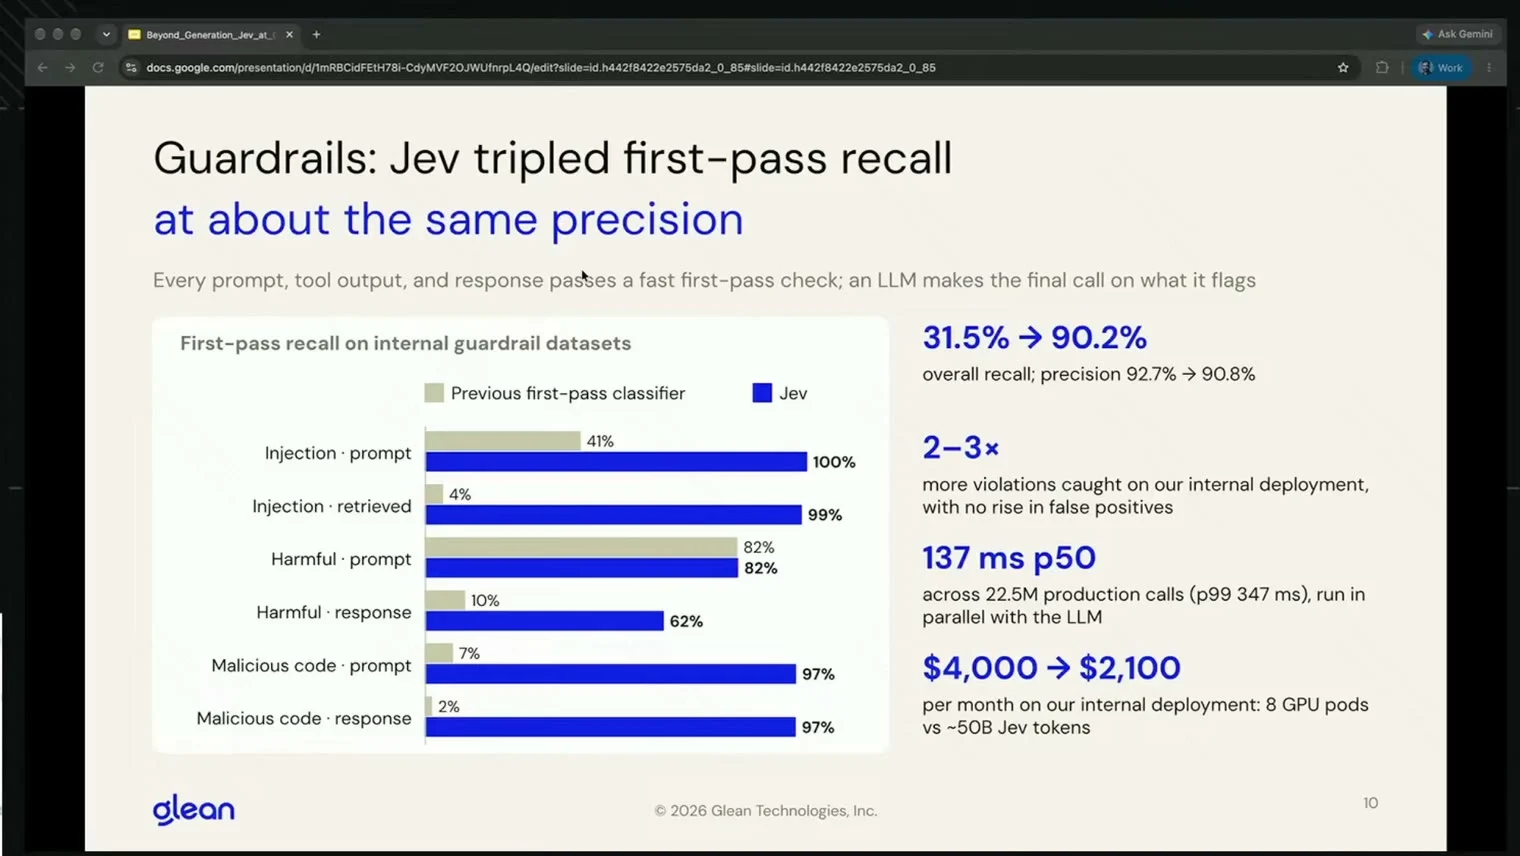 Beyond_Generation_Jev_at_
Ask Gemini
docs.google.com/presentation/d/1mRBCidFEtH78i-CdyMVF2OJWUfnrpL4Q/edit?slide=id.h442f8422e2575da2_0_85#slide=id.h442f8422e2575da2_0_85
Work
Guardrails: Jev tripled first-pass recall
at about the same precision
Every prompt, tool output, and response passes a fast first-pass check; an LLM makes the final call on what it flags
First-pass recall on internal guardrail datasets
Previous first-pass classifier
Jev
Injection · prompt
41%
100%
Injection · retrieved
4%
99%
Harmful · prompt
82%
82%
Harmful · response
10%
62%
Malicious code · prompt
7%
97%
Malicious code · response
2%
97%
31.5% → 90.2%
overall recall; precision 92.7% → 90.8%
2–3×
more violations caught on our internal deployment,
with no rise in false positives
137 ms p50
across 22.5M production calls (p99 347 ms), run in
parallel with the LLM
$4,000 → $2,100
per month on our internal deployment: 8 GPU pods
vs ~50B Jev tokens
glean
© 2026 Glean Technologies, Inc.
10